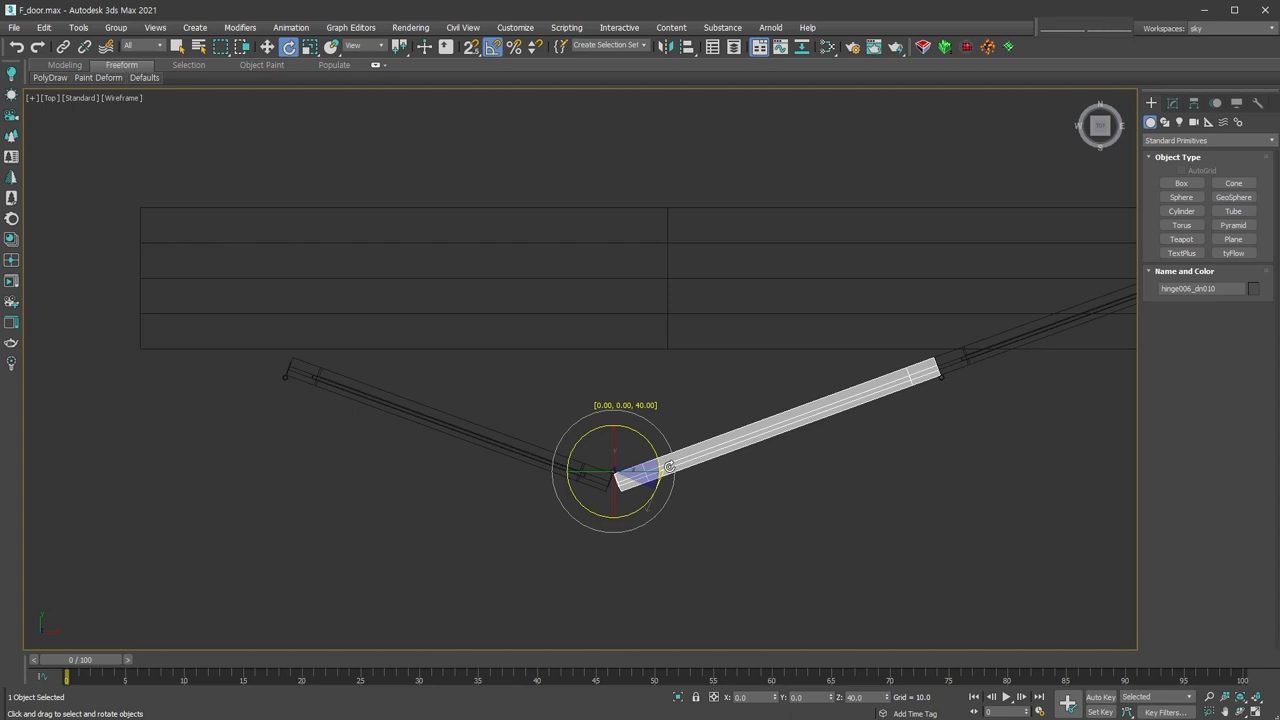 F_door.max - Autodesk 3ds Max 2021
File Edit Tools Group Views Create Modifiers Animation Graph Editors Rendering Civil View Customize Scripting Interactive Content Substance Arnold Help
Workspaces: sky
All View Create Selection Set
Modeling Freeform Selection Object Paint Populate
PolyDraw Paint Deform Defaults
[+] [Top] [Standard] [Wireframe]
N
W TOP E
S
Standard Primitives
Object Type
AutoGrid
Box Cone
Sphere GeoSphere
Cylinder Tube
Torus Pyramid
Teapot Plane
TextPlus tyFlow
Name and Color
hinge006_dn010
[0.00, 0.00, 40.00]
y
0 / 100
0 5 10 15 20 25 30 35 40 45 50 55 60 65 70 75 80 85 90 95 100
1 Object Selected
X: 0.0 Y: 0.0 Z: 40.0 Grid = 10.0
Auto Key Selected
Click and drag to select and rotate objects
Add Time Tag
0
Set Key Key Filters...